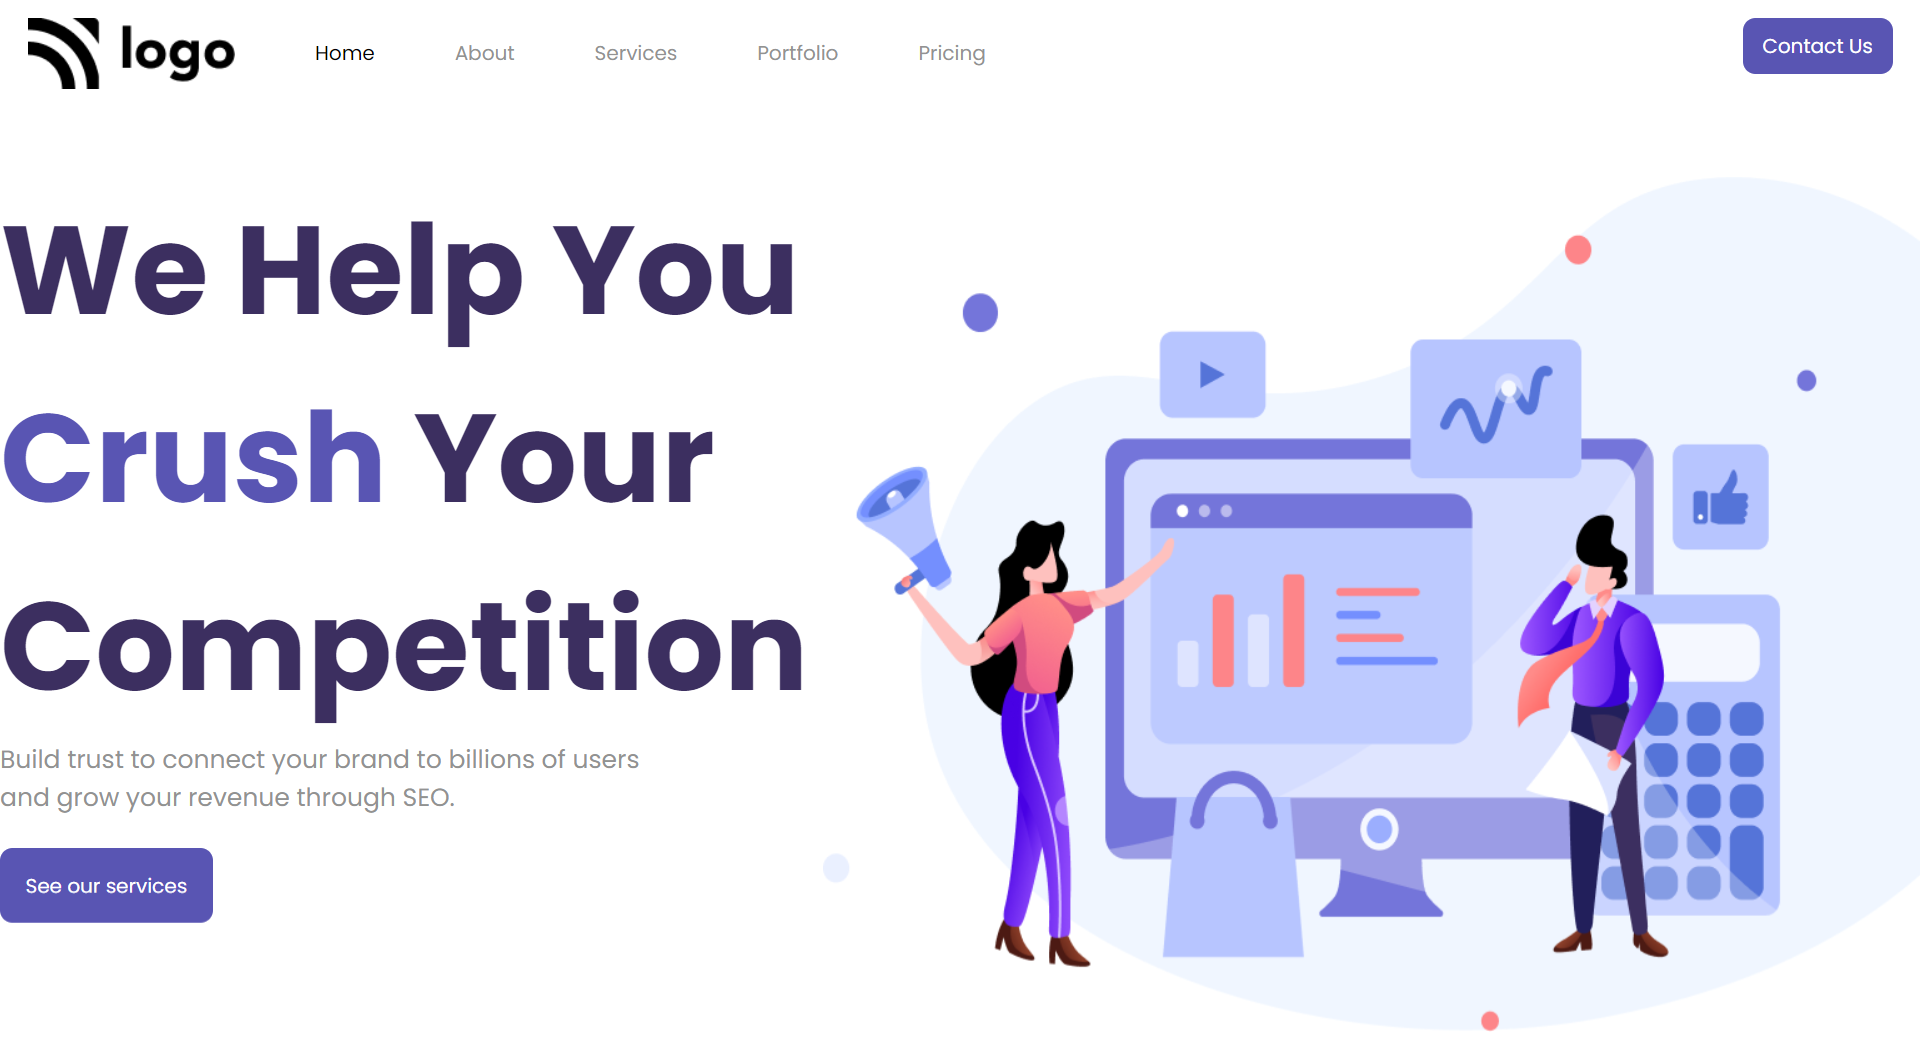 logo
Home About Services Portfolio Pricing
Contact Us
We Help You
Crush Your
Competition
Build trust to connect your brand to billions of users
and grow your revenue through SEO.
See our services